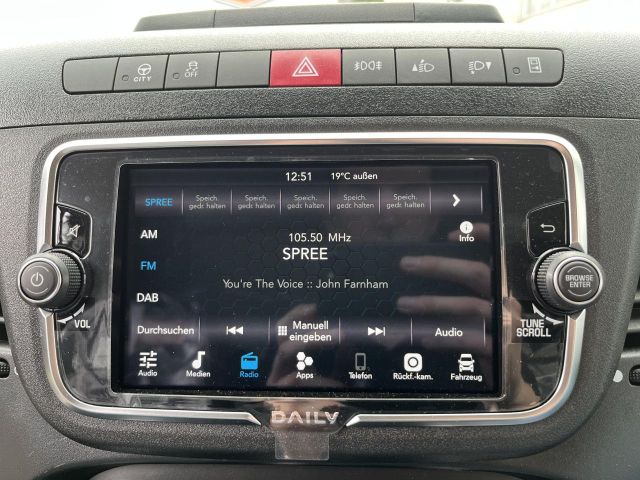 CITY
OFF
12:51 19°C außen
SPREE
Speich.
gedr. halten
Speich.
gedr. halten
Speich.
gedr. halten
Speich.
gedr. halten
Speich.
gedr. halten
AM
FM
DAB
105.50 MHz
SPREE
You're The Voice :: John Farnham
Info
Durchsuchen
Manuell
eingeben
Audio
Audio
Medien
Radio
Apps
Telefon
Rückf.-kam.
Fahrzeug
VOL
BROWSE
ENTER
TUNE
SCROLL
DAILY